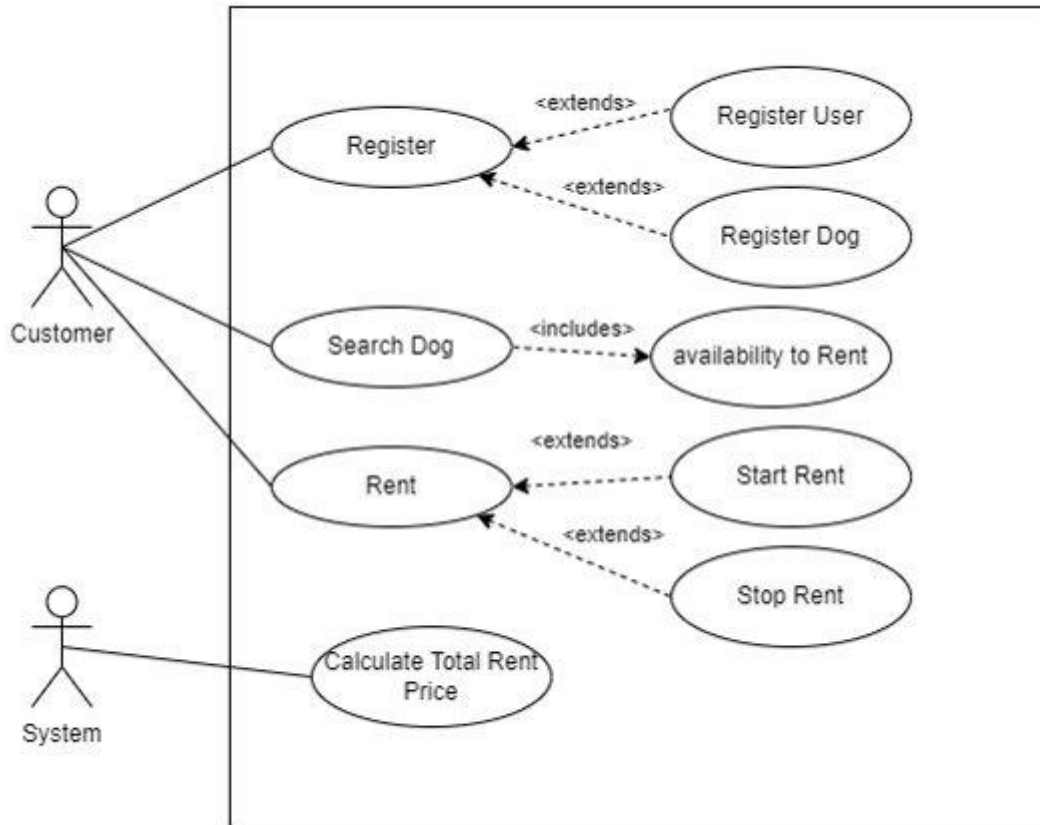 <extends>
Register User
Register
<extends>
Register Dog
Customer
Search Dog
<includes>
availability to Rent
<extends>
Rent
Start Rent
<extends>
Stop Rent
Calculate Total Rent
Price
System